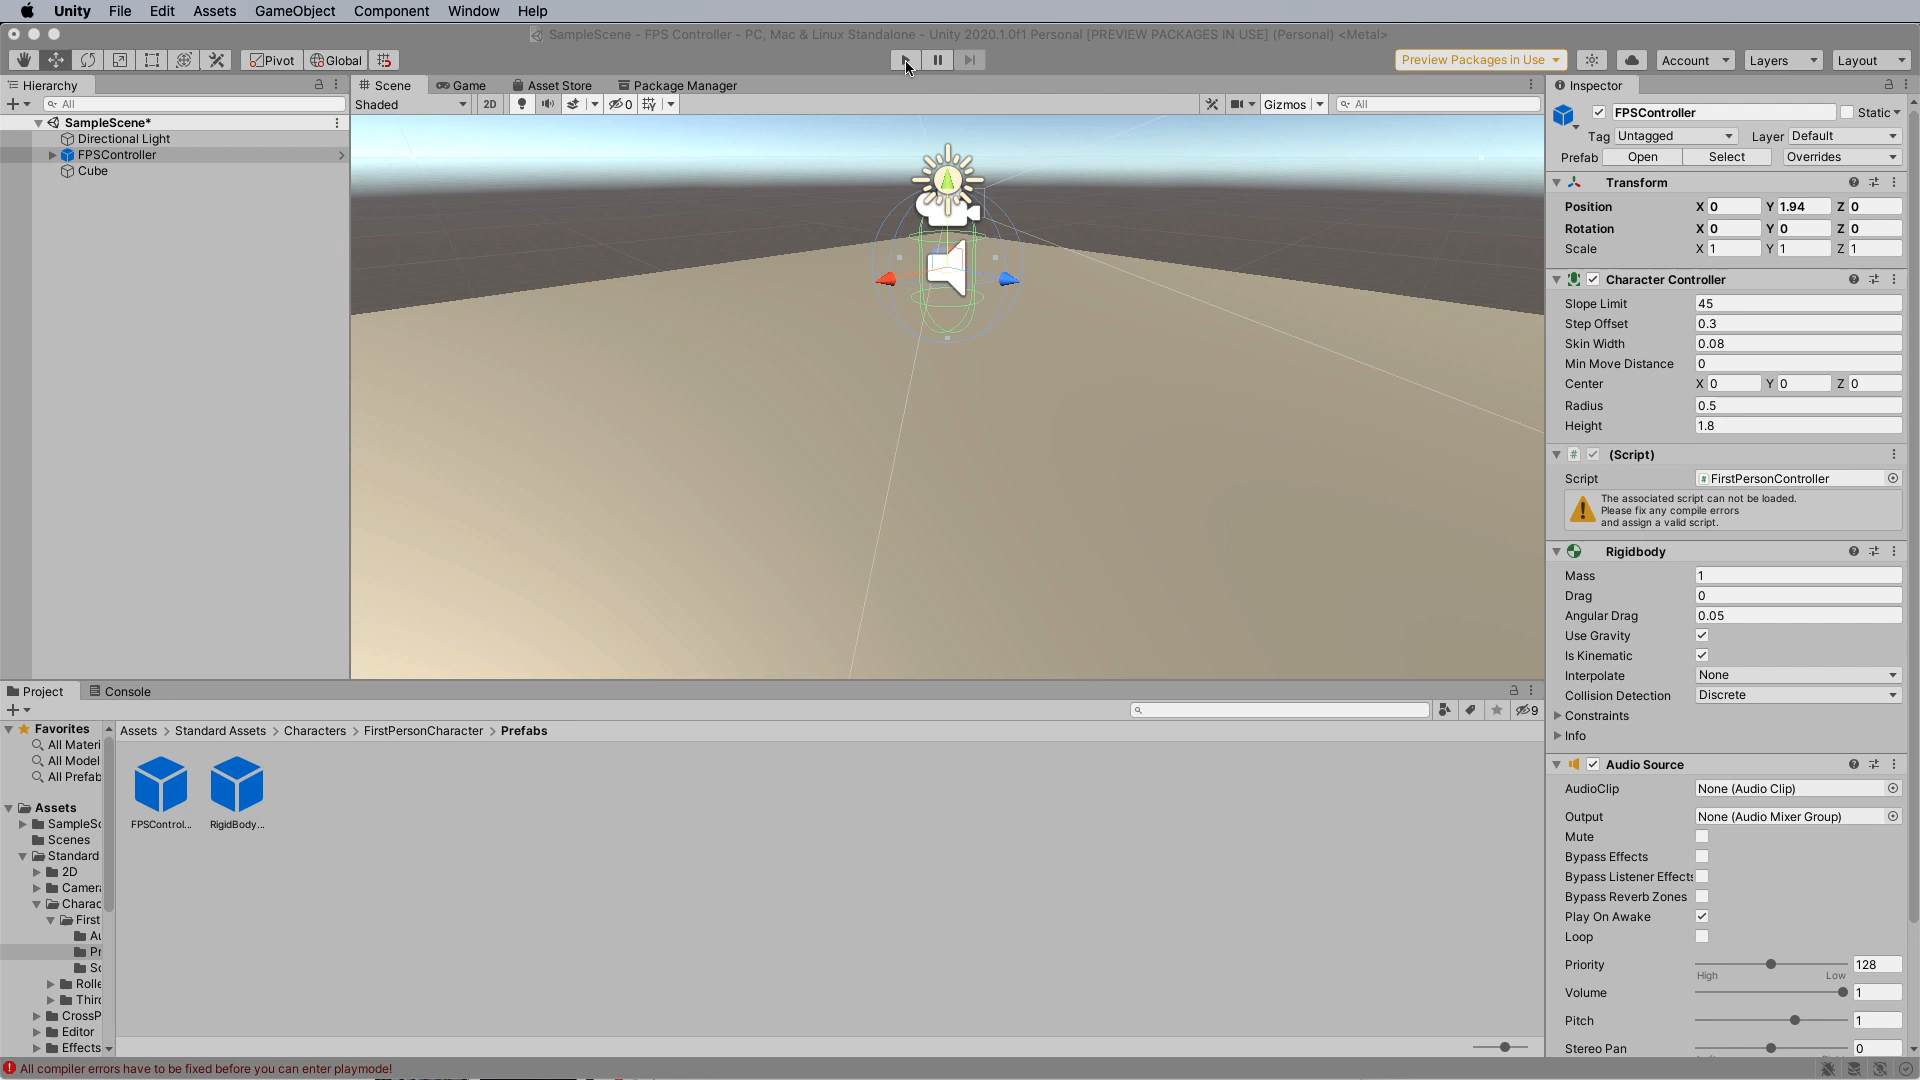 Unity File Edit Assets GameObject Component Window Help
SampleScene - FPS Controller - PC, Mac & Linux Standalone - Unity 2020.1.0f1 Personal [PREVIEW PACKAGES IN USE] (Personal) <Metal>
Pivot Global Preview Packages in Use Account Layers Layout
Hierarchy
All
SampleScene*
Directional Light
FPSController
Cube
Scene Game Asset Store Package Manager
Shaded 2D 0 Gizmos All
Inspector
FPSController Static
Tag Untagged Layer Default
Prefab Open Select Overrides
Transform
Position X 0 Y 1.94 Z 0
Rotation X 0 Y 0 Z 0
Scale X 1 Y 1 Z 1
Character Controller
Slope Limit 45
Step Offset 0.3
Skin Width 0.08
Min Move Distance 0
Center X 0 Y 0 Z 0
Radius 0.5
Height 1.8
# (Script)
Script # FirstPersonController
The associated script can not be loaded.
Please fix any compile errors
and assign a valid script.
Rigidbody
Mass 1
Drag 0
Angular Drag 0.05
Use Gravity
Is Kinematic
Interpolate None
Collision Detection Discrete
Constraints
Info
Audio Source
AudioClip None (Audio Clip)
Output None (Audio Mixer Group)
Mute
Bypass Effects
Bypass Listener Effects
Bypass Reverb Zones
Play On Awake
Loop
Priority 128
High Low
Volume 1
Pitch 1
Stereo Pan 0
Project Console
9
Favorites
All Materi
All Model
All Prefab
Assets
SampleSc
Scenes
Standard
2D
Camera
Charac
First
Au
Pr
Sc
Rolle
Thirc
CrossP
Editor
Effects
Assets > Standard Assets > Characters > FirstPersonCharacter > Prefabs
FPSControl... RigidBody...
All compiler errors have to be fixed before you can enter playmode!